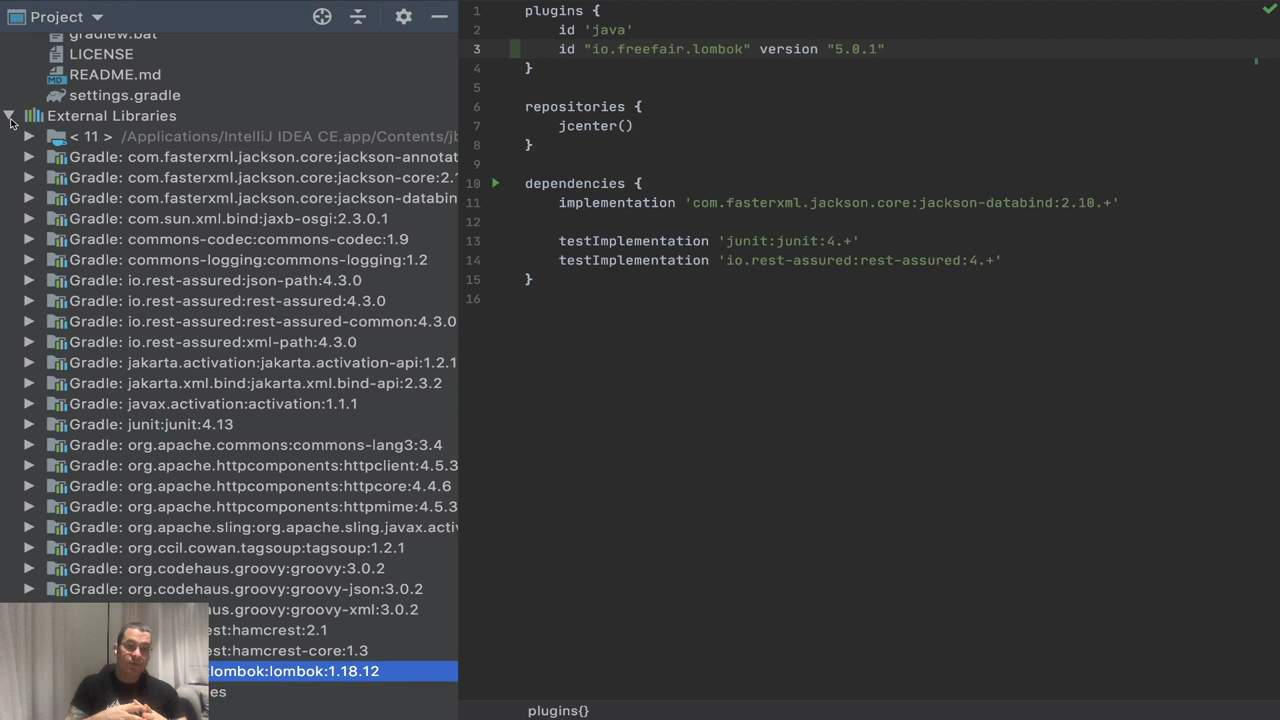 Project
gradlew.bat
LICENSE
README.md
settings.gradle
External Libraries
< 11 > /Applications/IntelliJ IDEA CE.app/Contents/jb
Gradle: com.fasterxml.jackson.core:jackson-annotat
Gradle: com.fasterxml.jackson.core:jackson-core:2.1
Gradle: com.fasterxml.jackson.core:jackson-databin
Gradle: com.sun.xml.bind:jaxb-osgi:2.3.0.1
Gradle: commons-codec:commons-codec:1.9
Gradle: commons-logging:commons-logging:1.2
Gradle: io.rest-assured:json-path:4.3.0
Gradle: io.rest-assured:rest-assured:4.3.0
Gradle: io.rest-assured:rest-assured-common:4.3.0
Gradle: io.rest-assured:xml-path:4.3.0
Gradle: jakarta.activation:jakarta.activation-api:1.2.1
Gradle: jakarta.xml.bind:jakarta.xml.bind-api:2.3.2
Gradle: javax.activation:activation:1.1.1
Gradle: junit:junit:4.13
Gradle: org.apache.commons:commons-lang3:3.4
Gradle: org.apache.httpcomponents:httpclient:4.5.3
Gradle: org.apache.httpcomponents:httpcore:4.4.6
Gradle: org.apache.httpcomponents:httpmime:4.5.3
Gradle: org.apache.sling:org.apache.sling.javax.activ
Gradle: org.ccil.cowan.tagsoup:tagsoup:1.2.1
Gradle: org.codehaus.groovy:groovy:3.0.2
Gradle: org.codehaus.groovy:groovy-json:3.0.2
aus.groovy:groovy-xml:3.0.2
est:hamcrest:2.1
est:hamcrest-core:1.3
lombok:lombok:1.18.12
es
1 plugins {
2 id 'java'
3 id "io.freefair.lombok" version "5.0.1"
4 }
5
6 repositories {
7 jcenter()
8 }
9
10 dependencies {
11 implementation 'com.fasterxml.jackson.core:jackson-databind:2.10.+'
12
13 testImplementation 'junit:junit:4.+'
14 testImplementation 'io.rest-assured:rest-assured:4.+'
15 }
16
plugins{}